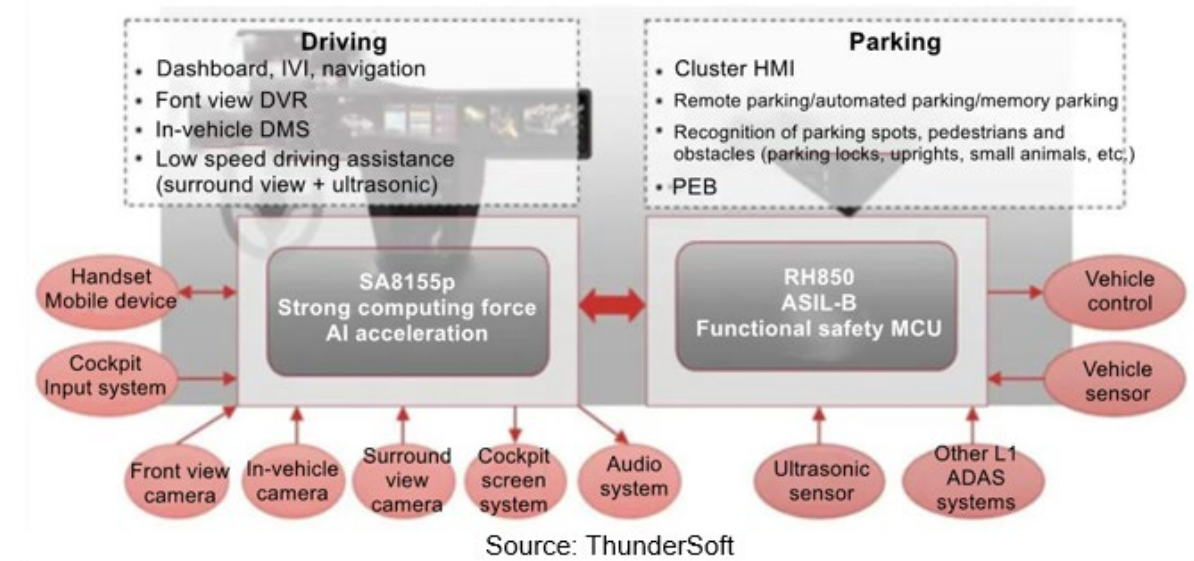 Driving
• Dashboard, IVI, navigation
• Font view DVR
• In-vehicle DMS
• Low speed driving assistance
(surround view + ultrasonic)
Parking
• Cluster HMI
• Remote parking/automated parking/memory parking
• Recognition of parking spots, pedestrians and
obstacles (parking locks, uprights, small animals, etc.)
• PEB
Handset
Mobile device
Cockpit
Input system
SA8155p
Strong computing force
AI acceleration
RH850
ASIL-B
Functional safety MCU
Vehicle
control
Vehicle
sensor
Front view
camera
In-vehicle
camera
Surround
view
camera
Cockpit
screen
system
Audio
system
Ultrasonic
sensor
Other L1
ADAS
systems
Source: ThunderSoft